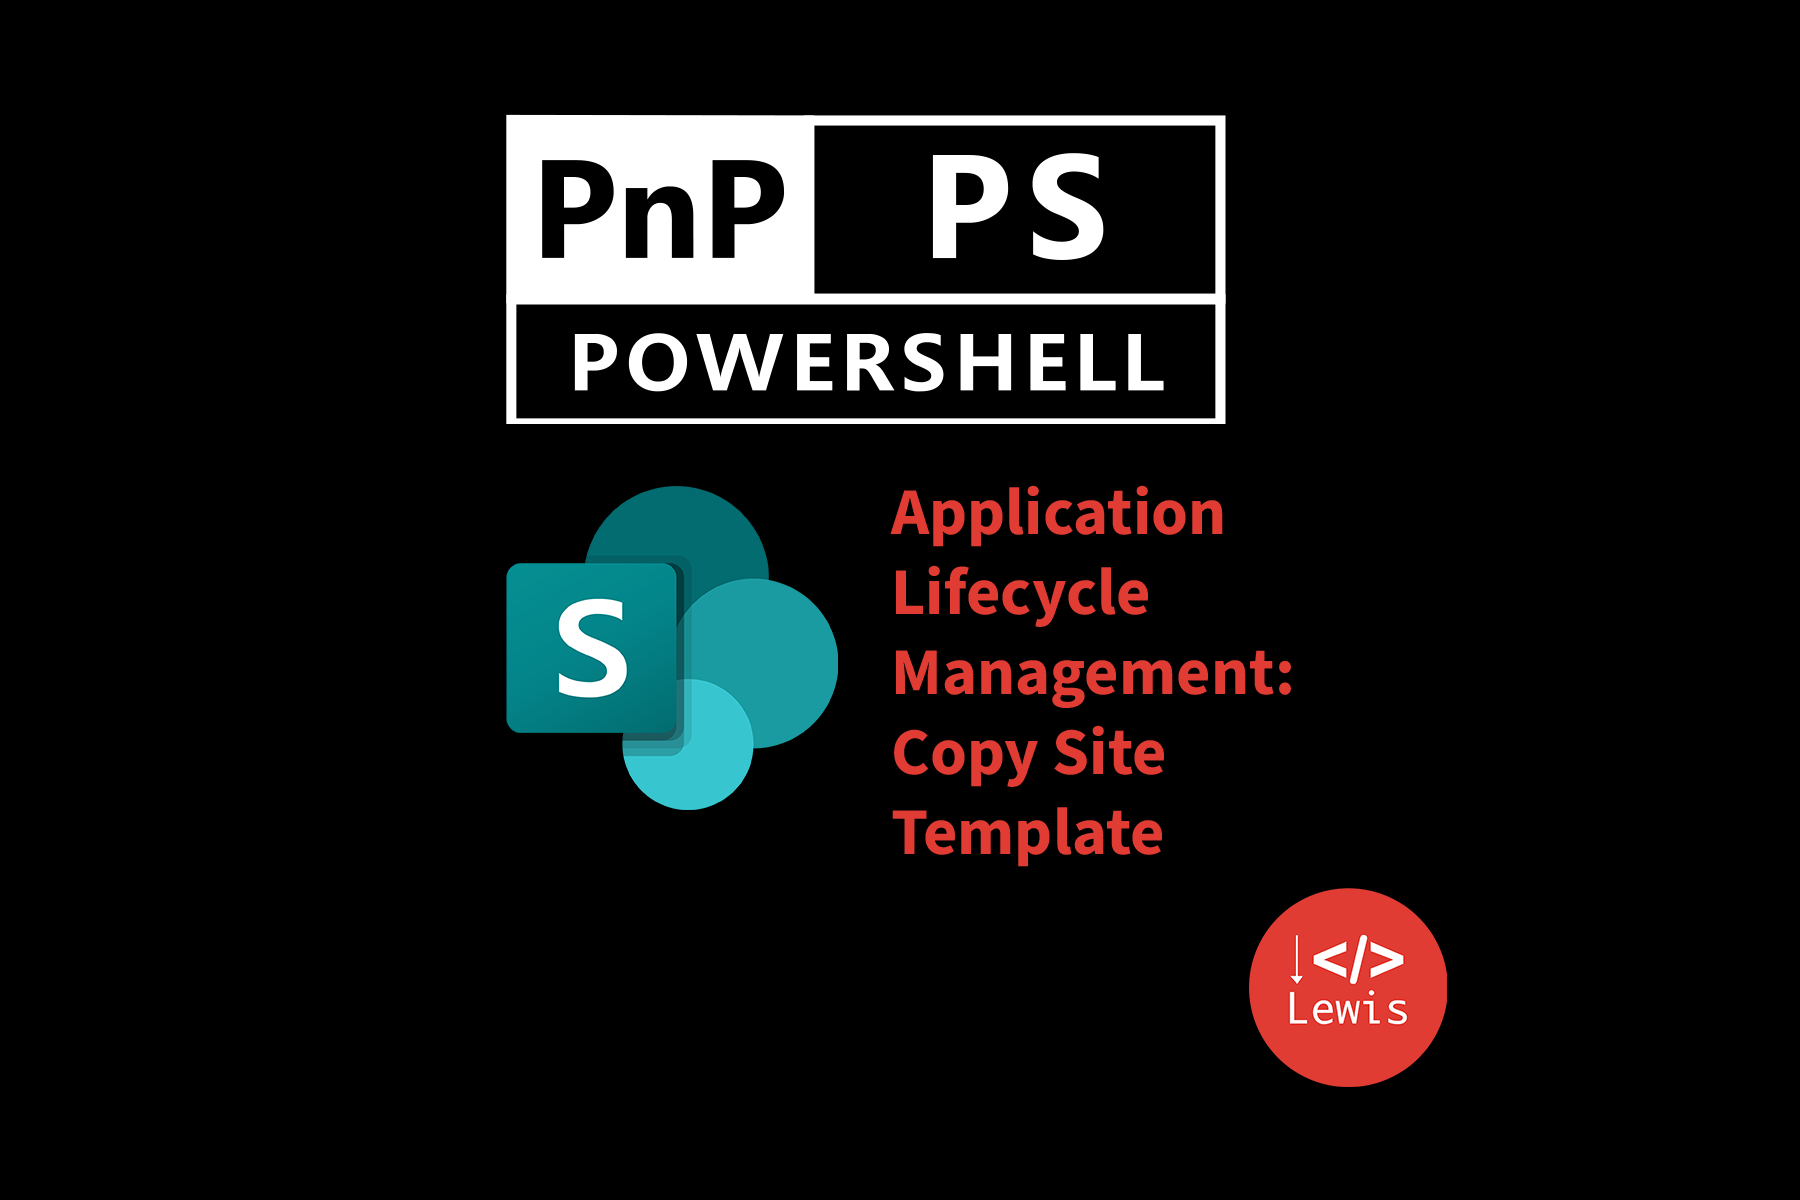 PnP PS
POWERSHELL
S
Application
Lifecycle
Management:
Copy Site
Template
↓</>
Lewis